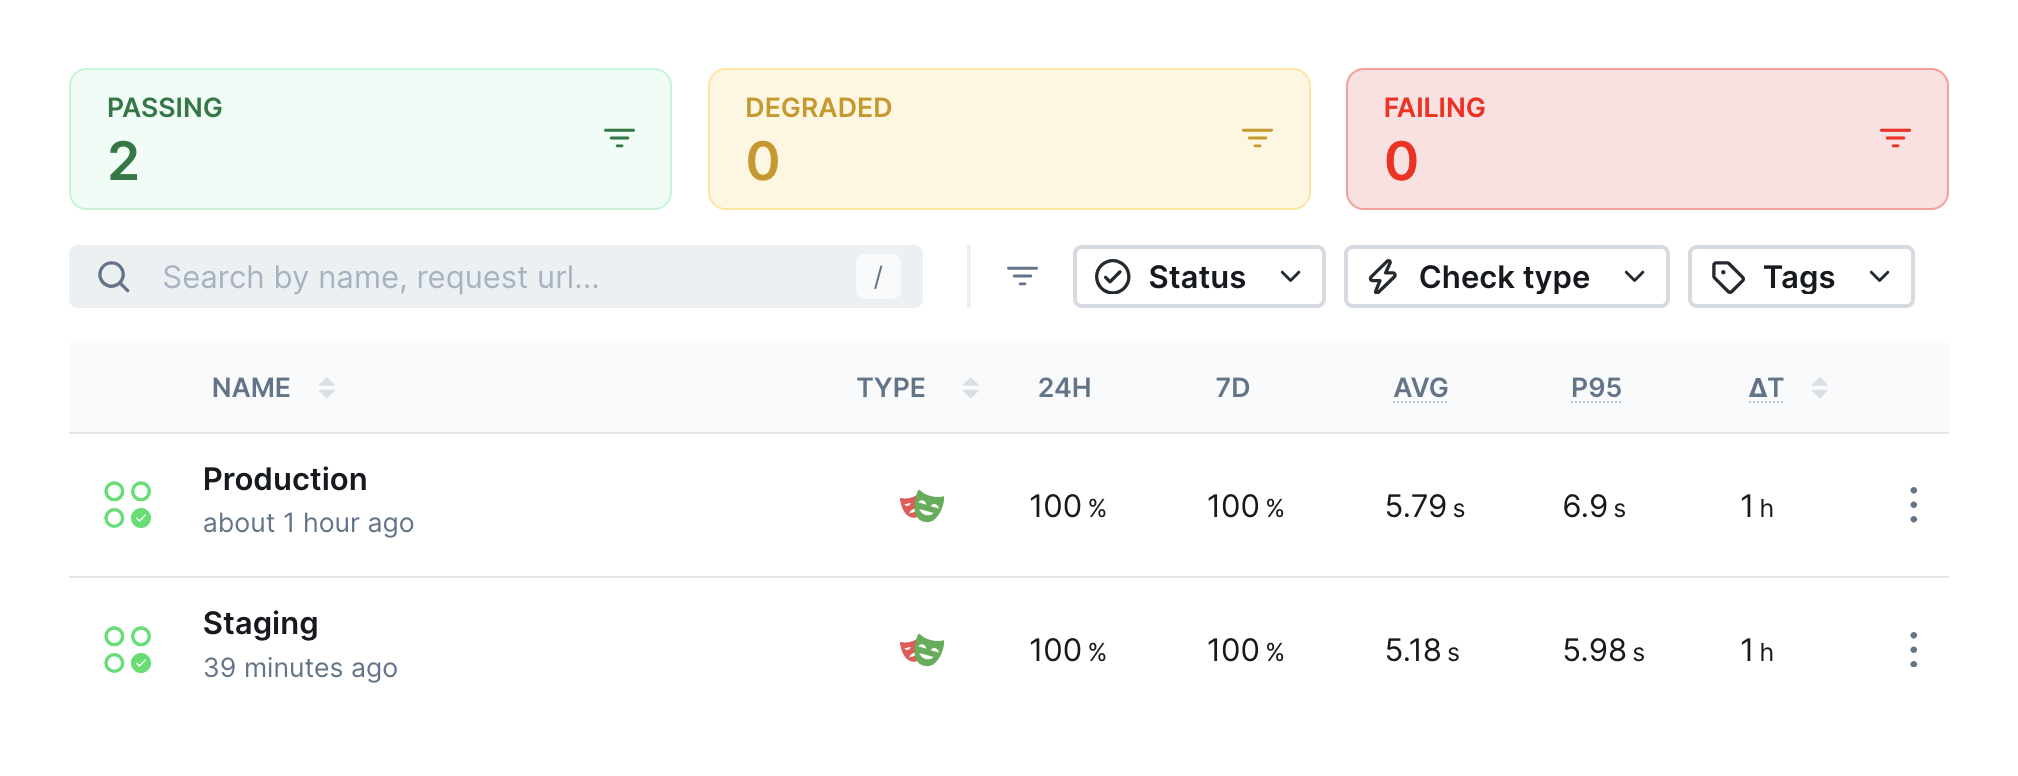 PASSING
2
DEGRADED
0
FAILING
0
Search by name, request url...
/
Status
Check type
Tags
NAME TYPE 24H 7D AVG P95 ΔT
Production
about 1 hour ago
100 % 100 % 5.79 s 6.9 s 1 h
Staging
39 minutes ago
100 % 100 % 5.18 s 5.98 s 1 h